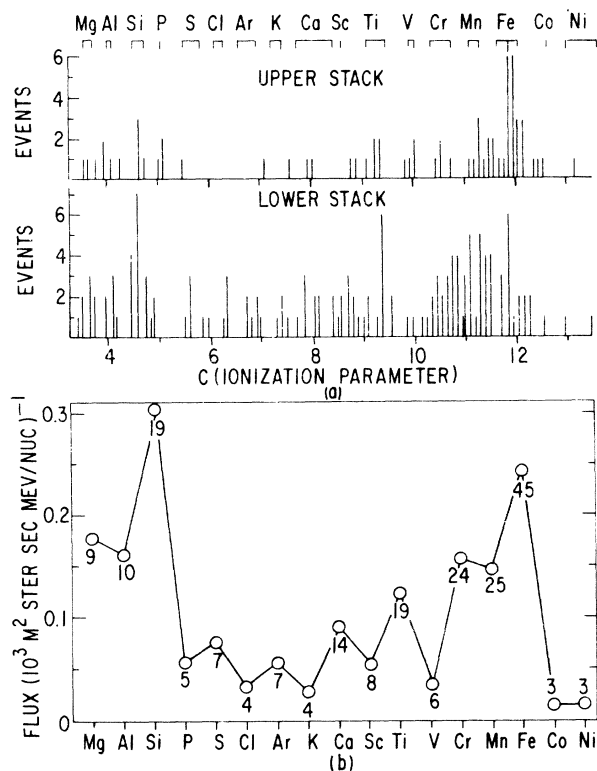 Mg Al Si P S Cl Ar K Ca Sc Ti V Cr Mn Fe Co Ni
6
UPPER STACK
EVENTS
4
2
LOWER STACK
EVENTS
6
4
2
4 6 8 10 12
C (IONIZATION PARAMETER)
(a)
FLUX (10³ M² STER SEC MEV/NUC)⁻¹
0.3
0.2
0.1
0
9 10 19 5 7 4 7 4 14 8 19 6 24 25 45 3 3
Mg Al Si P S Cl Ar K Ca Sc Ti V Cr Mn Fe Co Ni
(b)